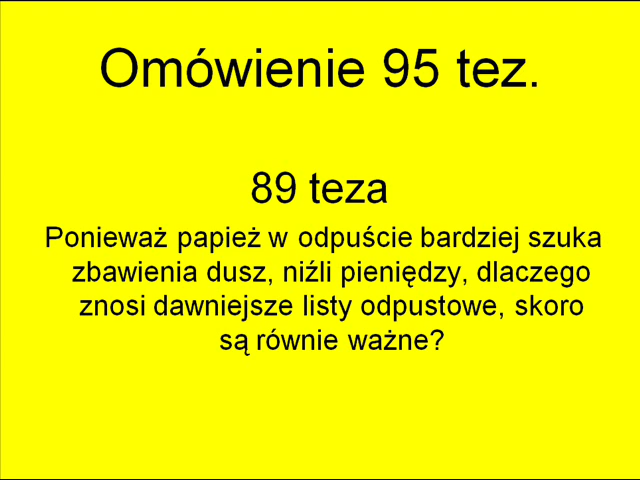 Omówienie 95 tez.
89 teza
Ponieważ papież w odpuście bardziej szuka
zbawienia dusz, niźli pieniędzy, dlaczego
znosi dawniejsze listy odpustowe, skoro
są równie ważne?